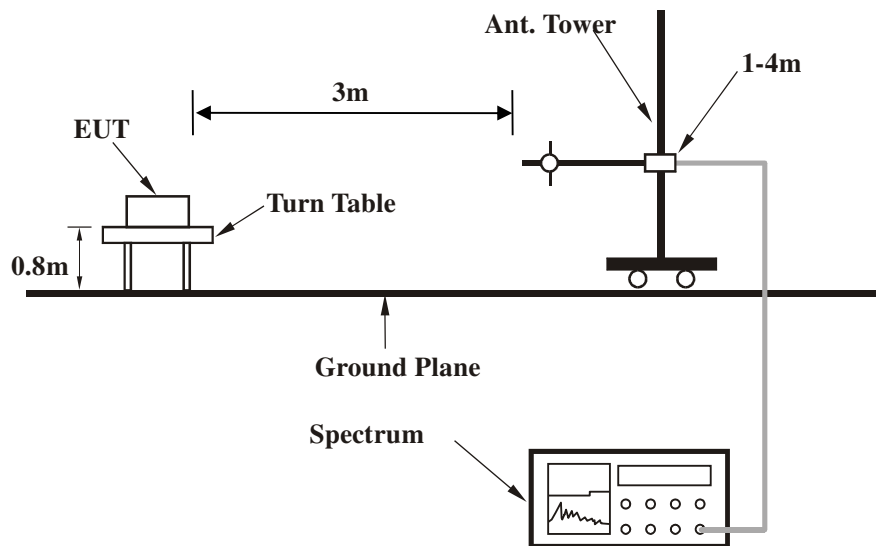 Ant. Tower
1-4m
3m
EUT
Turn Table
0.8m
Ground Plane
Spectrum